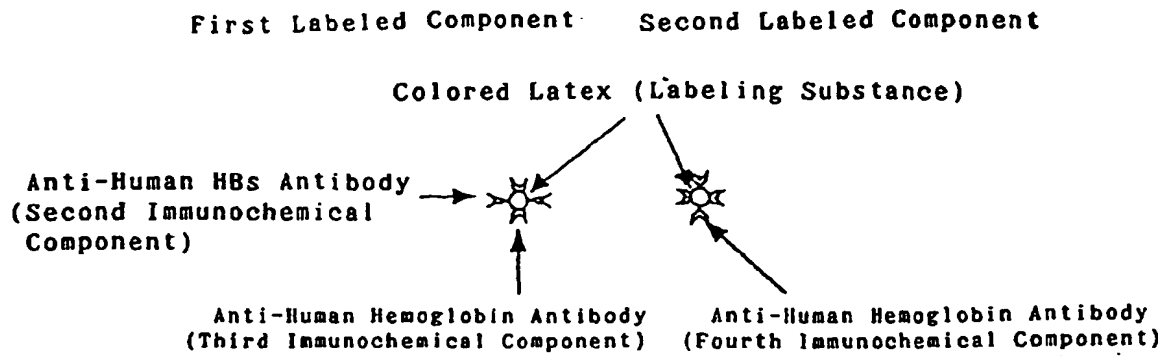 First Labeled Component Second Labeled Component
Colored Latex (Labeling Substance)
Anti-Human HBs Antibody
(Second Immunochemical
Component)
Anti-Human Hemoglobin Antibody
(Third Immunochemical Component)
Anti-Human Hemoglobin Antibody
(Fourth Immunochemical Component)